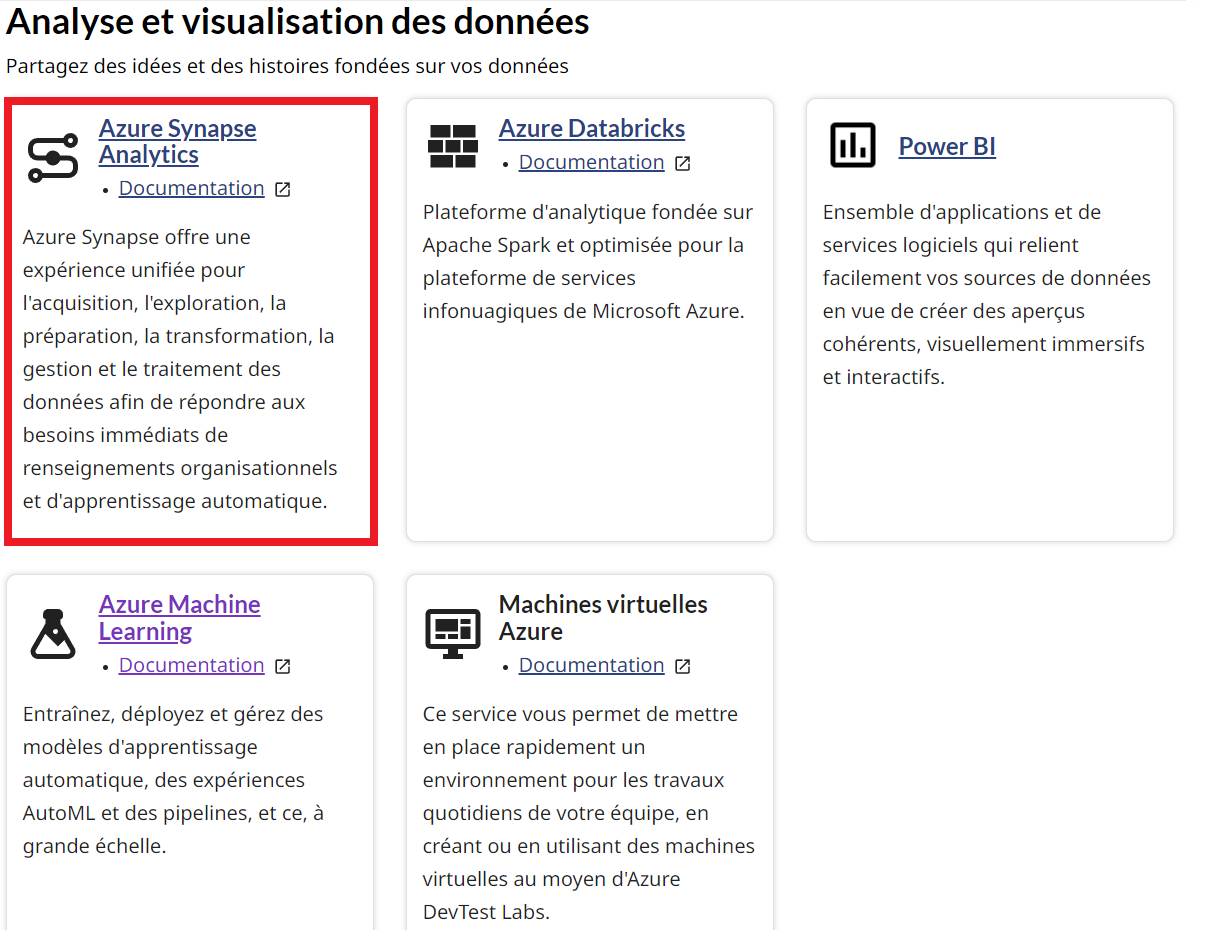 Analyse et visualisation des données
Partagez des idées et des histoires fondées sur vos données
Azure Synapse
Analytics
• Documentation
Azure Synapse offre une
expérience unifiée pour
l'acquisition, l'exploration, la
préparation, la transformation, la
gestion et le traitement des
données afin de répondre aux
besoins immédiats de
renseignements organisationnels
et d'apprentissage automatique.
Azure Databricks
• Documentation
Plateforme d'analytique fondée sur
Apache Spark et optimisée pour la
plateforme de services
infonuagiques de Microsoft Azure.
Power BI
Ensemble d'applications et de
services logiciels qui relient
facilement vos sources de données
en vue de créer des aperçus
cohérents, visuellement immersifs
et interactifs.
Azure Machine
Learning
• Documentation
Entraînez, déployez et gérez des
modèles d'apprentissage
automatique, des expériences
AutoML et des pipelines, et ce, à
grande échelle.
Machines virtuelles
Azure
• Documentation
Ce service vous permet de mettre
en place rapidement un
environnement pour les travaux
quotidiens de votre équipe, en
créant ou en utilisant des machines
virtuelles au moyen d'Azure
DevTest Labs.